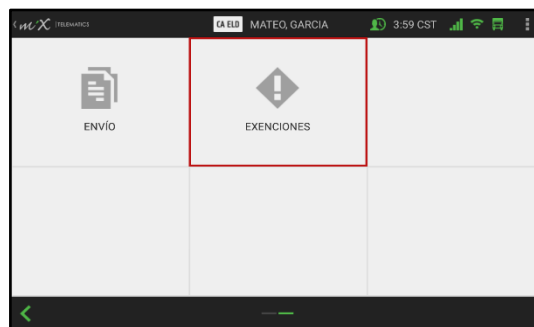 miX TELEMATICS CA ELD MATEO, GARCIA 3:59 CST
ENVÍO EXENCIONES